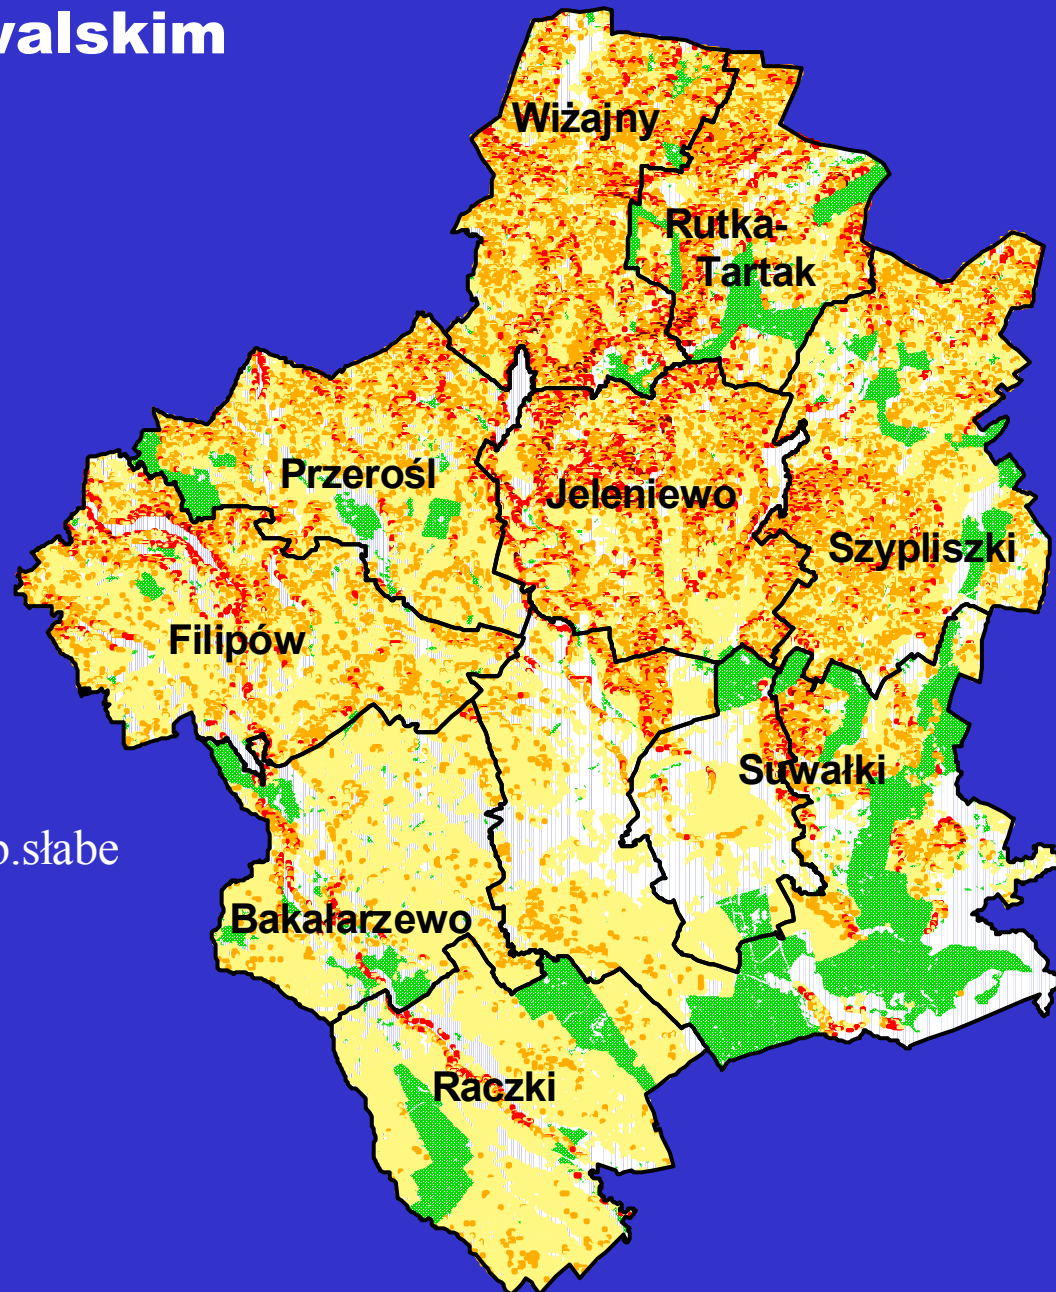 valskim
Wiżajny
Rutka-
Tartak
Przerośl
Jeleniewo
Szypliszki
Filipów
Suwałki
słabe
Bakałarzewo
Raczki